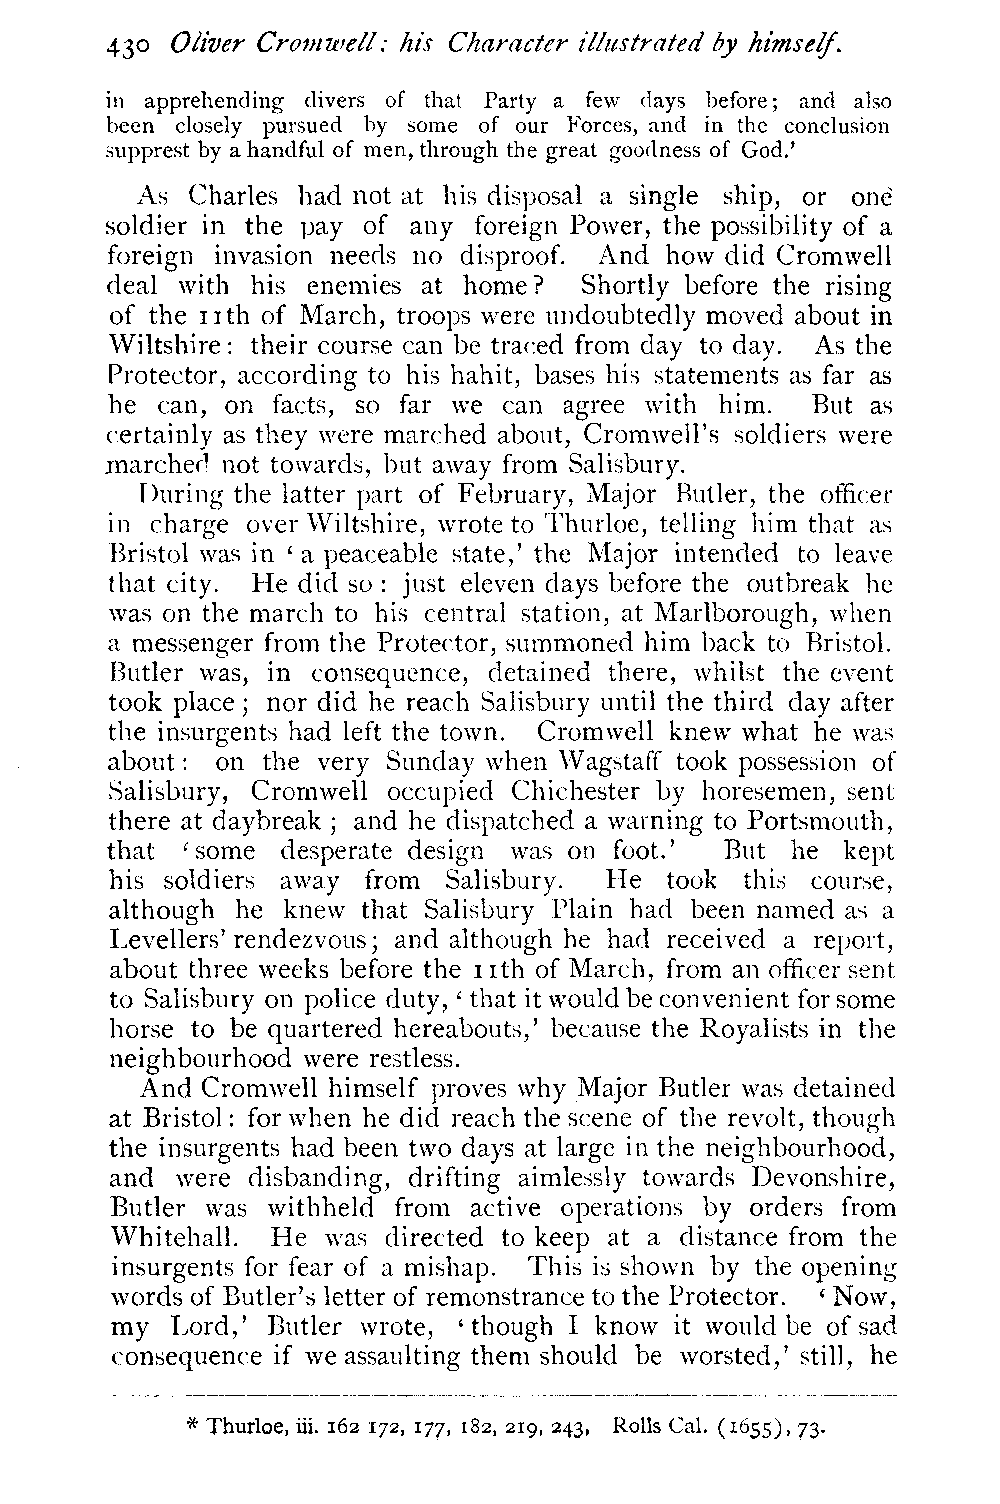 430 Oliver Cromwell: his Character illustrated by himself.
in apprehending divers of that Party a few days before; and also
been closely pursued by some of our Forces, and in the conclusion
supprest by a handful of men, through the great goodness of God.'
As Charles had not at his disposal a single ship, or one
soldier in the pay of any foreign Power, the possibility of a
foreign invasion needs no disproof. And how did Cromwell
deal with his enemies at home? Shortly before the rising
of the 11th of March, troops were undoubtedly moved about in
Wiltshire: their course can be traced from day to day. As the
Protector, according to his hahit, bases his statements as far as
he can, on facts, so far we can agree with him. But as
certainly as they were marched about, Cromwell's soldiers were
marched not towards, but away from Salisbury.
During the latter part of February, Major Butler, the officer
in charge over Wiltshire, wrote to Thurloe, telling him that as
Bristol was in 'a peaceable state,' the Major intended to leave
that city. He did so: just eleven days before the outbreak he
was on the march to his central station, at Marlborough, when
a messenger from the Protector, summoned him back to Bristol.
Butler was, in consequence, detained there, whilst the event
took place; nor did he reach Salisbury until the third day after
the insurgents had left the town. Cromwell knew what he was
about: on the very Sunday when Wagstaff took possession of
Salisbury, Cromwell occupied Chichester by horesemen, sent
there at daybreak; and he dispatched a warning to Portsmouth,
that 'some desperate design was on foot.' But he kept
his soldiers away from Salisbury. He took this course,
although he knew that Salisbury Plain had been named as a
Levellers' rendezvous; and although he had received a report,
about three weeks before the 11th of March, from an officer sent
to Salisbury on police duty, 'that it would be convenient for some
horse to be quartered hereabouts,' because the Royalists in the
neighbourhood were restless.
And Cromwell himself proves why Major Butler was detained
at Bristol: for when he did reach the scene of the revolt, though
the insurgents had been two days at large in the neighbourhood,
and were disbanding, drifting aimlessly towards Devonshire,
Butler was withheld from active operations by orders from
Whitehall. He was directed to keep at a distance from the
insurgents for fear of a mishap. This is shown by the opening
words of Butler's letter of remonstrance to the Protector. 'Now,
my Lord,' Butler wrote, 'though I know it would be of sad
consequence if we assaulting them should be worsted,' still, he
* Thurloe, iii. 162 172, 177, 182, 219, 243, Rolls Cal. (1655), 73.